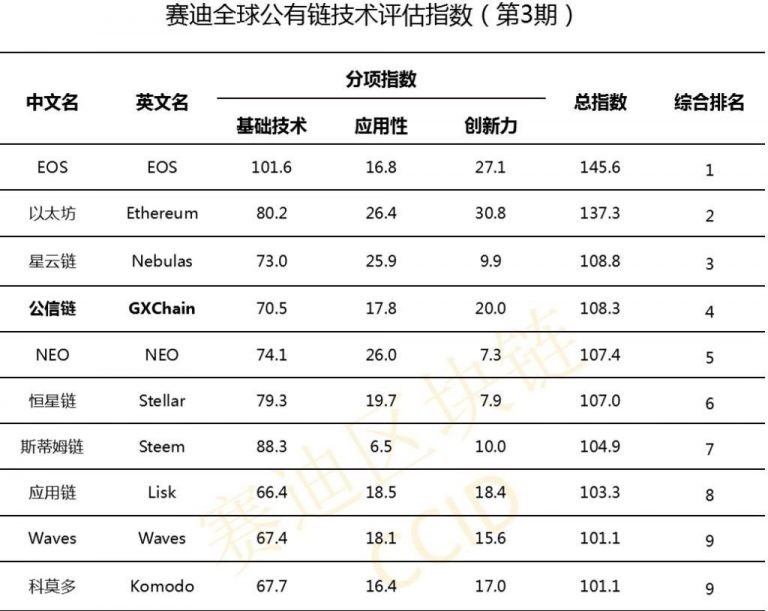 赛迪全球公有链技术评估指数（第3期）
中文名 英文名 分项指数 总指数 综合排名
基础技术 应用性 创新力
EOS EOS 101.6 16.8 27.1 145.6 1
以太坊 Ethereum 80.2 26.4 30.8 137.3 2
星云链 Nebulas 73.0 25.9 9.9 108.8 3
公信链 GXChain 70.5 17.8 20.0 108.3 4
NEO NEO 74.1 26.0 7.3 107.4 5
恒星链 Stellar 79.3 19.7 7.9 107.0 6
斯蒂姆链 Steem 88.3 6.5 10.0 104.9 7
应用链 Lisk 66.4 18.5 18.4 103.3 8
Waves Waves 67.4 18.1 15.6 101.1 9
科莫多 Komodo 67.7 16.4 17.0 101.1 9
赛迪区块链
CCID